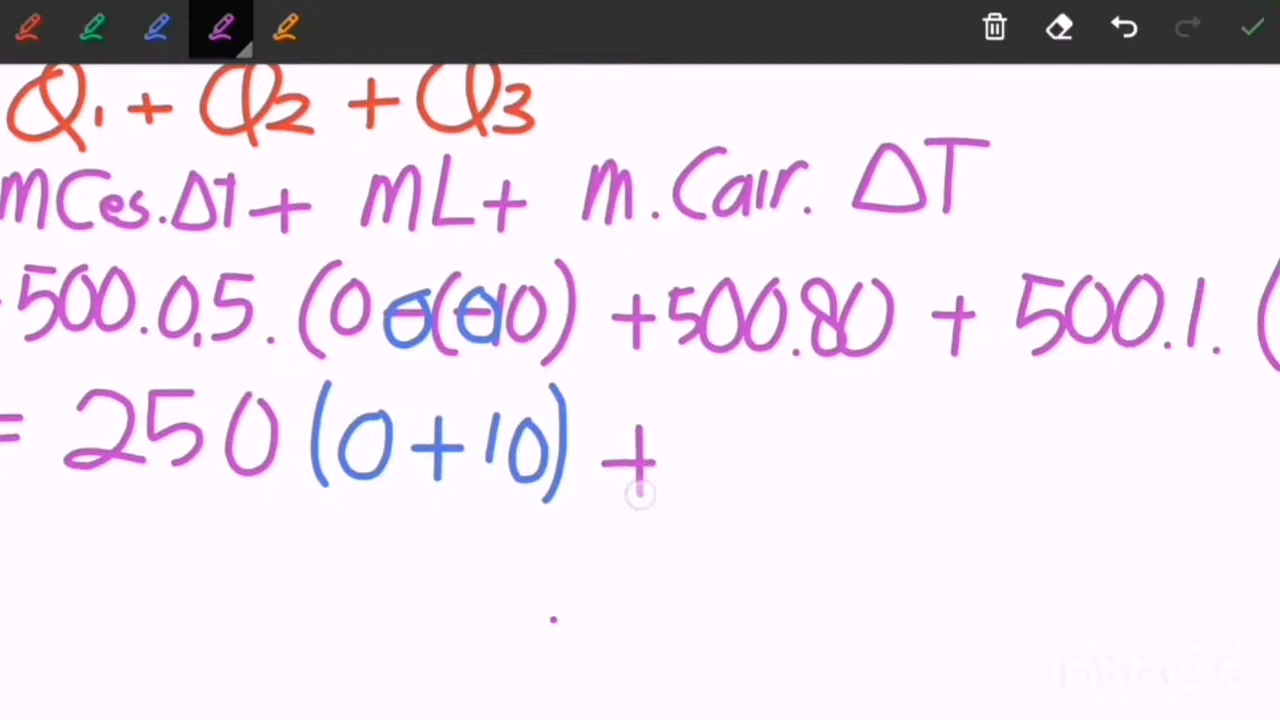 Q1 + Q2 + Q3
m Ces. ΔT + mL + m. Cair. ΔT
500.0,5. (0 - (-10) + 500.80 + 500.1. (
= 250 (0 + 10) +